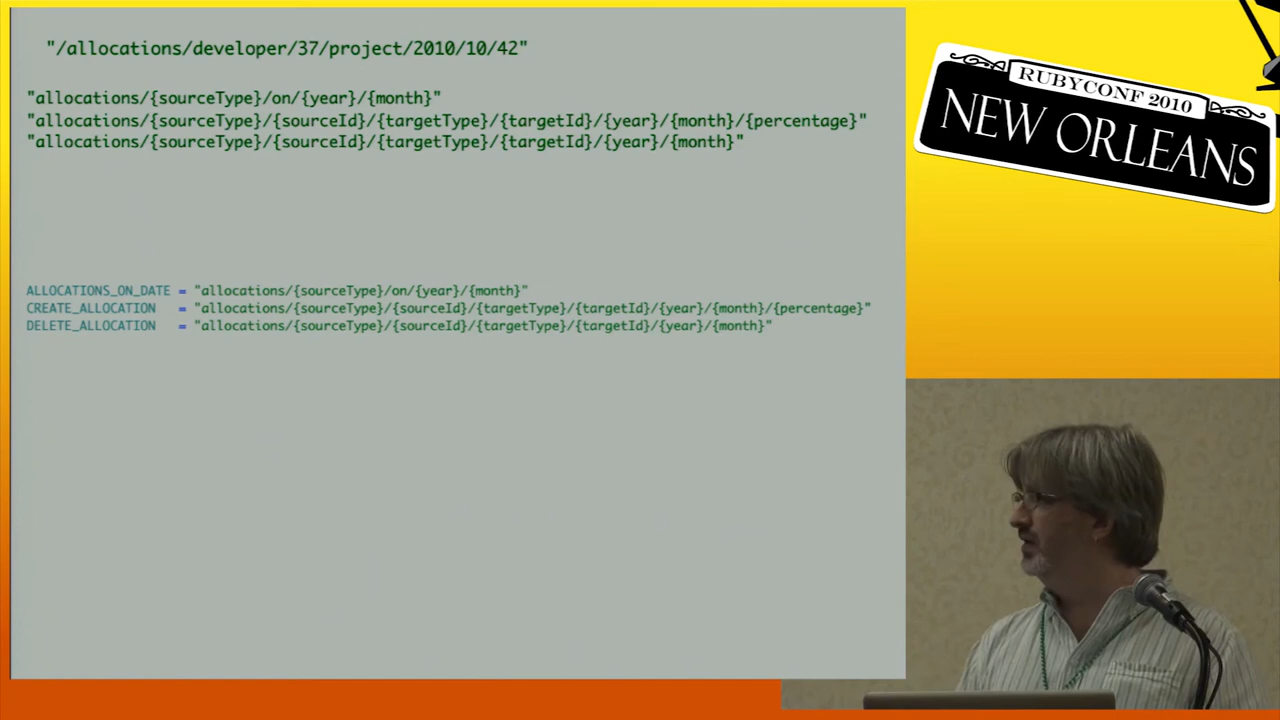 "/allocations/developer/37/project/2010/10/42"
"allocations/{sourceType}/on/{year}/{month}"
"allocations/{sourceType}/{sourceId}/{targetType}/{targetId}/{year}/{month}/{percentage}"
"allocations/{sourceType}/{sourceId}/{targetType}/{targetId}/{year}/{month}"
ALLOCATIONS_ON_DATE = "allocations/{sourceType}/on/{year}/{month}"
CREATE_ALLOCATION = "allocations/{sourceType}/{sourceId}/{targetType}/{targetId}/{year}/{month}/{percentage}"
DELETE_ALLOCATION = "allocations/{sourceType}/{sourceId}/{targetType}/{targetId}/{year}/{month}"
RUBYCONF 2010
NEW ORLEANS